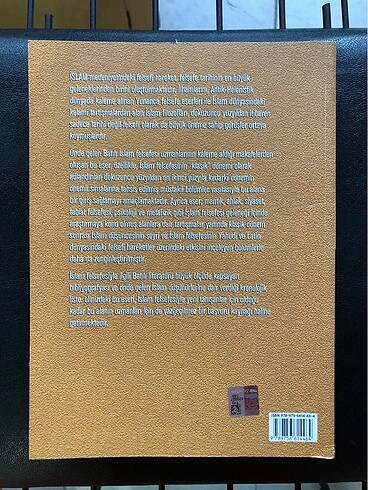 İSLAM medeniyetindeki felsefi hareket, felsefe tarihinin en büyük
geleneklerinden birini oluşturmaktadır. İlhamlarını, Antik-Helenistik
dünyada kaleme alınan Yunanca felsefe eserleri ile İslam dünyasındaki
kelami tartışmalardan alan İslam filozofları, dokuzuncu yüzyıldan itibaren
sadece tarihi değil felsefi olarak da büyük öneme sahip görüşler ortaya
koymuşlardır.
Önde gelen Batılı İslam felsefesi uzmanlarının kaleme aldığı makalelerden
oluşan bu eser, özellikle, İslam felsefesinin "klasik" dönemi olarak
adlandırılan dokuzuncu yüzyıldan on ikinci yüzyıla kadarki dönemin
önemli simalarına tahsis edilmiş müstakil bölümler vasıtasıyla bu alana
bir giriş sağlamayı amaçlamaktadır. Ayrıca eser; mantık, ahlak, siyaset,
tabiat felsefesi, psikoloji ve metafizik gibi İslam felsefesi geleneği içinde
araştırmaya konu olmuş alanlara dair tartışmalar yanında klasik dönem
sonrası İslam düşüncesinin seyri ve İslam felsefesinin Yahudi ve Latin
dünyasındaki felsefi hareketler üzerindeki etkisini inceleyen bölümlerle
daha da zenginleştirilmiştir.
İslam felsefesiyle ilgili Batılı literatürü büyük ölçüde kapsayan
bibliyografyası ve önde gelen İslam düşünürlerine dair verdiği kronolojik
liste, elinizdeki bu eseri, İslam felsefesiyle yeni tanışanlar için olduğu
kadar bu alanın uzmanları için de vazgeçilmez bir başvuru kaynağı haline
getirmektedir.